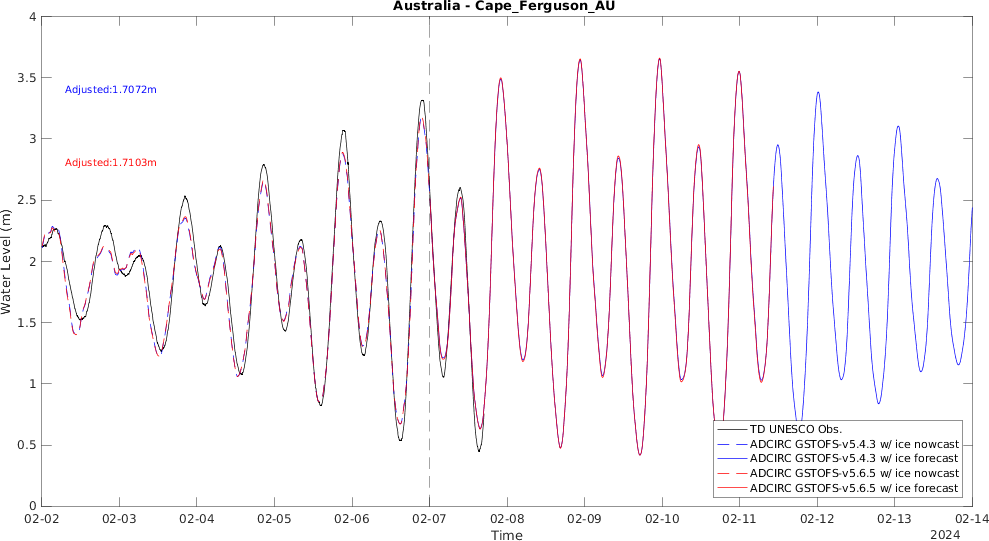 Australia - Cape_Ferguson_AU
4
3.5
3
2.5
2
1.5
1
0.5
0
Water Level (m)
Adjusted:1.7072m
Adjusted:1.7103m
TD UNESCO Obs.
ADCIRC GSTOFS-v5.4.3 w/ ice nowcast
ADCIRC GSTOFS-v5.4.3 w/ ice forecast
ADCIRC GSTOFS-v5.6.5 w/ ice nowcast
ADCIRC GSTOFS-v5.6.5 w/ ice forecast
02-02 02-03 02-04 02-05 02-06 02-07 02-08 02-09 02-10 02-11 02-12 02-13 02-14
Time
2024